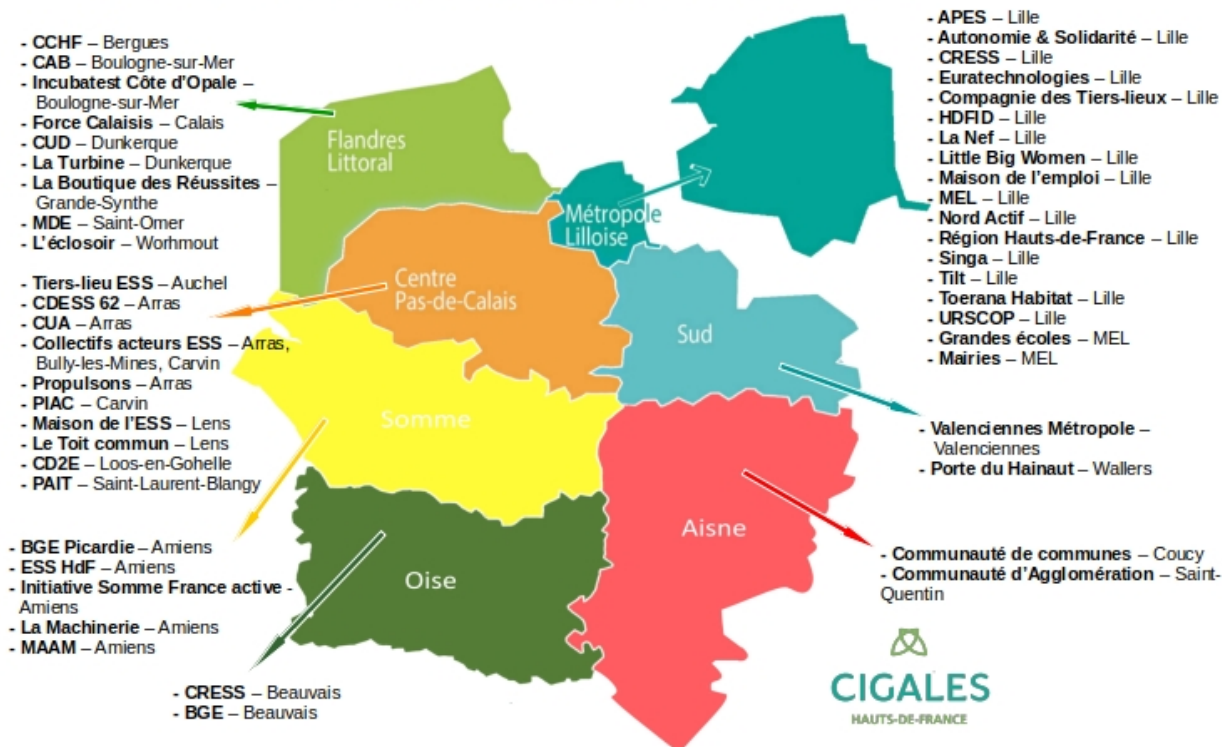 - CCHF – Bergues
- CAB – Boulogne-sur-Mer
- Incubatest Côte d'Opale –
Boulogne-sur-Mer
- Force Calaisis – Calais
- CUD – Dunkerque
- La Turbine – Dunkerque
- La Boutique des Réussites –
Grande-Synthe
- MDE – Saint-Omer
- L'éclosoir – Worhmout
- Tiers-lieu ESS – Auchel
- CDESS 62 – Arras
- CUA – Arras
- Collectifs acteurs ESS – Arras,
Bully-les-Mines, Carvin
- Propulsons – Arras
- PIAC – Carvin
- Maison de l'ESS – Lens
- Le Toit commun – Lens
- CD2E – Loos-en-Gohelle
- PAIT – Saint-Laurent-Blangy
- BGE Picardie – Amiens
- ESS HdF – Amiens
- Initiative Somme France active -
Amiens
- La Machinerie – Amiens
- MAAM – Amiens
- CRESS – Beauvais
- BGE – Beauvais
Flandres
Littoral
Métropole
Lilloise
Centre
Pas-de-Calais
Sud
Somme
Oise
Aisne
- APES – Lille
- Autonomie & Solidarité – Lille
- CRESS – Lille
- Euratechnologies – Lille
- Compagnie des Tiers-lieux – Lille
- HDFID – Lille
- La Nef – Lille
- Little Big Women – Lille
- Maison de l'emploi – Lille
- MEL – Lille
- Nord Actif – Lille
- Région Hauts-de-France – Lille
- Singa – Lille
- Tilt – Lille
- Toerana Habitat – Lille
- URSCOP – Lille
- Grandes écoles – MEL
- Mairies – MEL
- Valenciennes Métropole –
Valenciennes
- Porte du Hainaut – Wallers
- Communauté de communes – Coucy
- Communauté d'Agglomération – Saint-
Quentin
CIGALES
HAUTS-DE-FRANCE